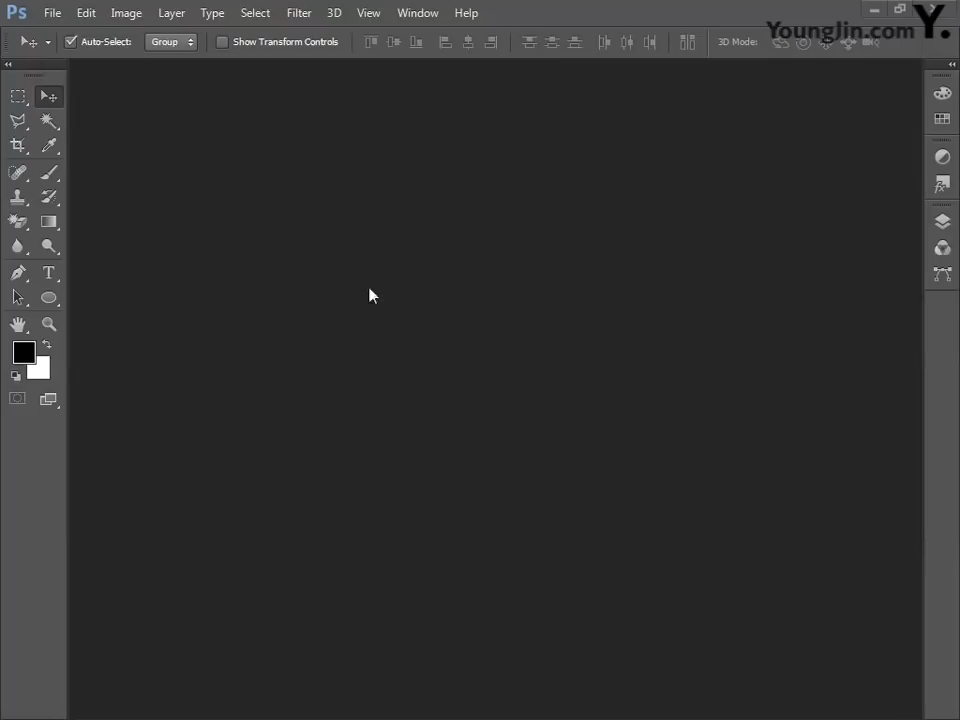 Ps File Edit Image Layer Type Select Filter 3D View Window Help
Auto-Select: Group Show Transform Controls 3D Mode:
YoungJin.com Y.
T
fx